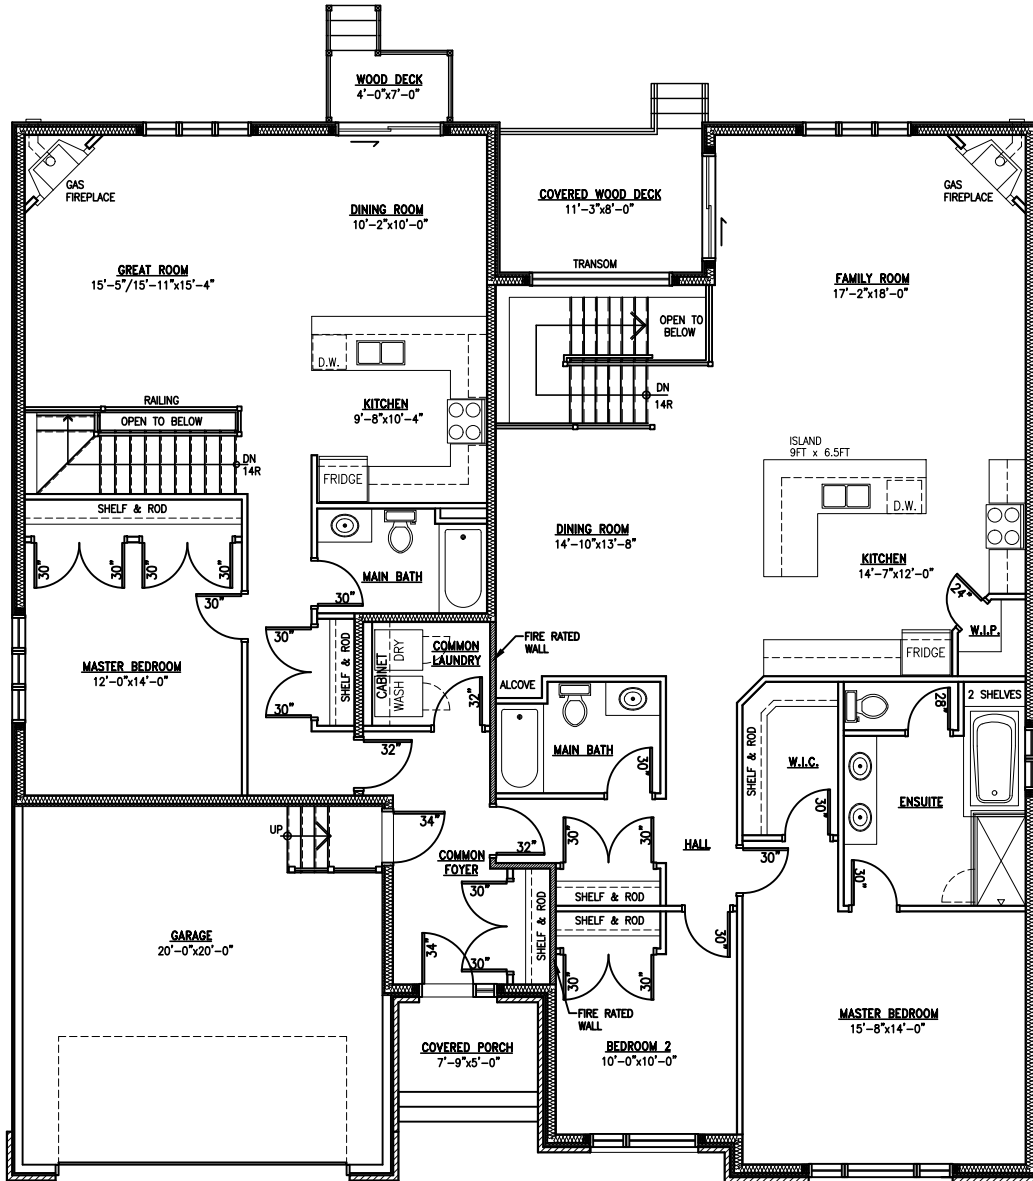 WOOD DECK
4'-0"x7'-0"
GAS
FIREPLACE
DINING ROOM
10'-2"x10'-0"
COVERED WOOD DECK
11'-3"x8'-0"
GAS
FIREPLACE
GREAT ROOM
15'-5"/15'-11"x15'-4"
TRANSOM
FAMILY ROOM
17'-2"x18'-0"
OPEN TO
BELOW
D.W.
DN
14R
RAILING
OPEN TO BELOW
KITCHEN
9'-8"x10'-4"
DN
14R
FRIDGE
ISLAND
9FT x 6.5FT
D.W.
SHELF & ROD
DINING ROOM
14'-10"x13'-8"
KITCHEN
14'-7"x12'-0"
30"
30"
30"
30"
MAIN BATH
30"
30"
24"
W.I.P.
FRIDGE
30"
SHELF & ROD
30"
CABINET
WASH
DRY
COMMON
LAUNDRY
32"
FIRE RATED
WALL
MASTER BEDROOM
12'-0"x14'-0"
ALCOVE
32"
MAIN BATH
30"
SHELF & ROD
W.I.C.
30"
28"
2 SHELVES
ENSUITE
30"
UP
34"
COMMON
FOYER
32"
30"
30"
HALL
30"
30"
30"
SHELF & ROD
SHELF & ROD
SHELF & ROD
30"
34"
30"
30"
30"
GARAGE
20'-0"x20'-0"
FIRE RATED
WALL
COVERED PORCH
7'-9"x5'-0"
BEDROOM 2
10'-0"x10'-0"
MASTER BEDROOM
15'-8"x14'-0"